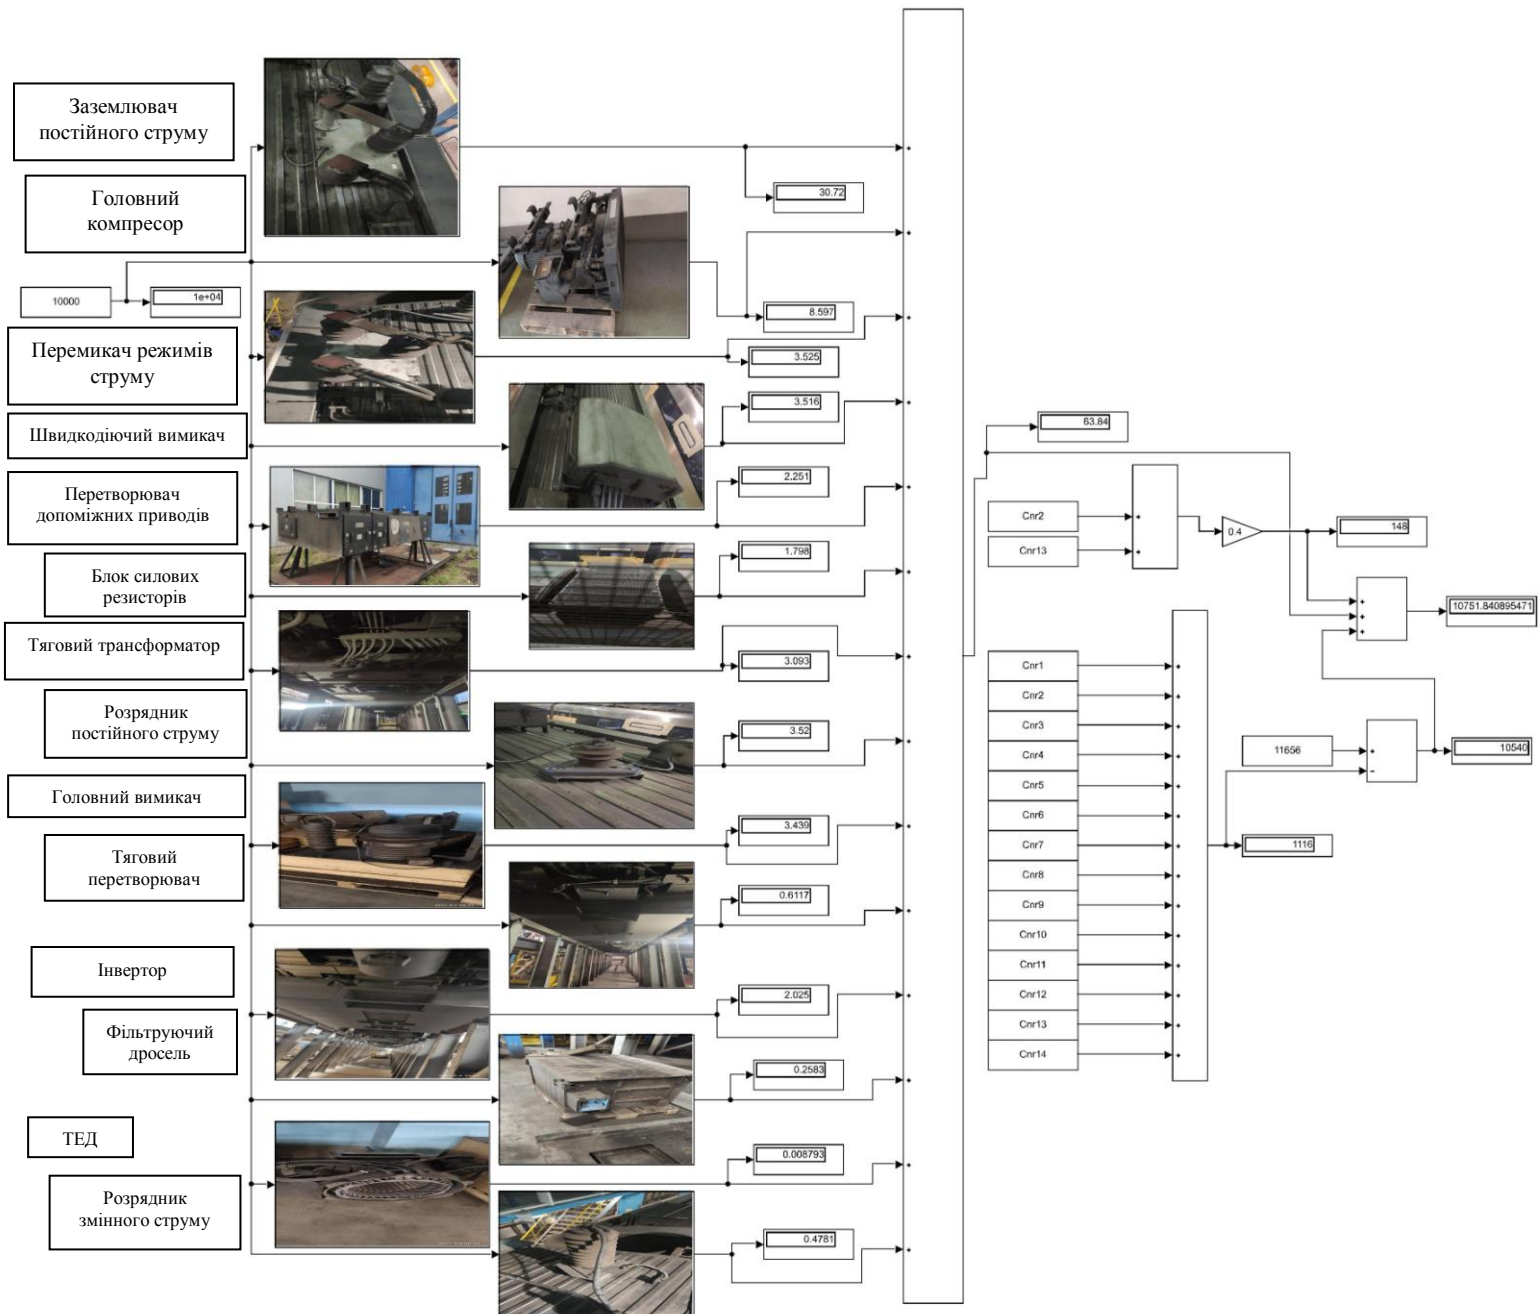 Заземлювач
постійного струму
30.72
Головний
компресор
10000
1e+04
8.597
Перемикач режимів
струму
3.525
3.516
63.84
Швидкодіючий вимикач
Перетворювач
допоміжних приводів
2.251
Cnr2
Cnr13
0.4
148
Блок силових
резисторів
1.798
10751.840895471
Тяговий трансформатор
3.093
Розрядник
постійного струму
3.52
Головний вимикач
3.439
Тяговий
перетворювач
0.6117
Інвертор
2.025
Фільтруючий
дросель
0.2583
ТЕД
0.008793
Розрядник
змінного струму
0.4781
Cnr1
Cnr2
Cnr3
Cnr4
Cnr5
Cnr6
Cnr7
Cnr8
Cnr9
Cnr10
Cnr11
Cnr12
Cnr13
Cnr14
11656
10540
1116